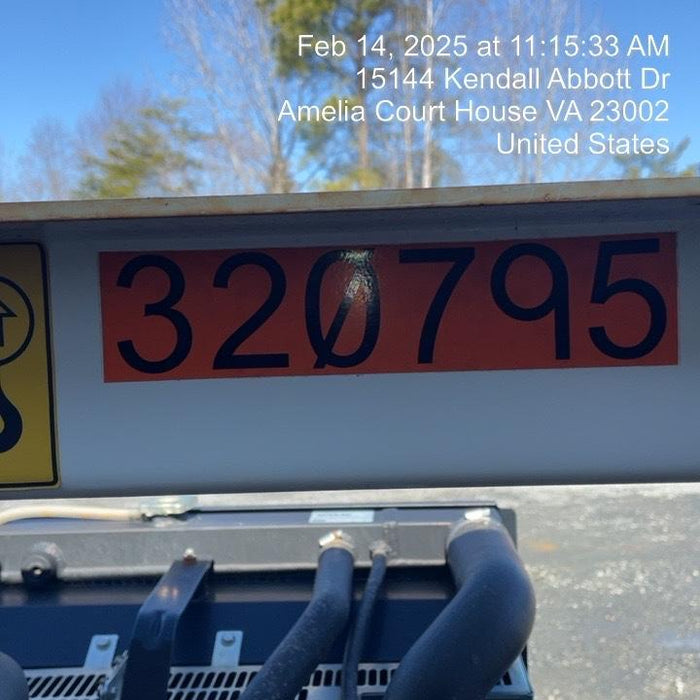 Feb 14, 2025 at 11:15:33 AM
15144 Kendall Abbott Dr
Amelia Court House VA 23002
United States
320795